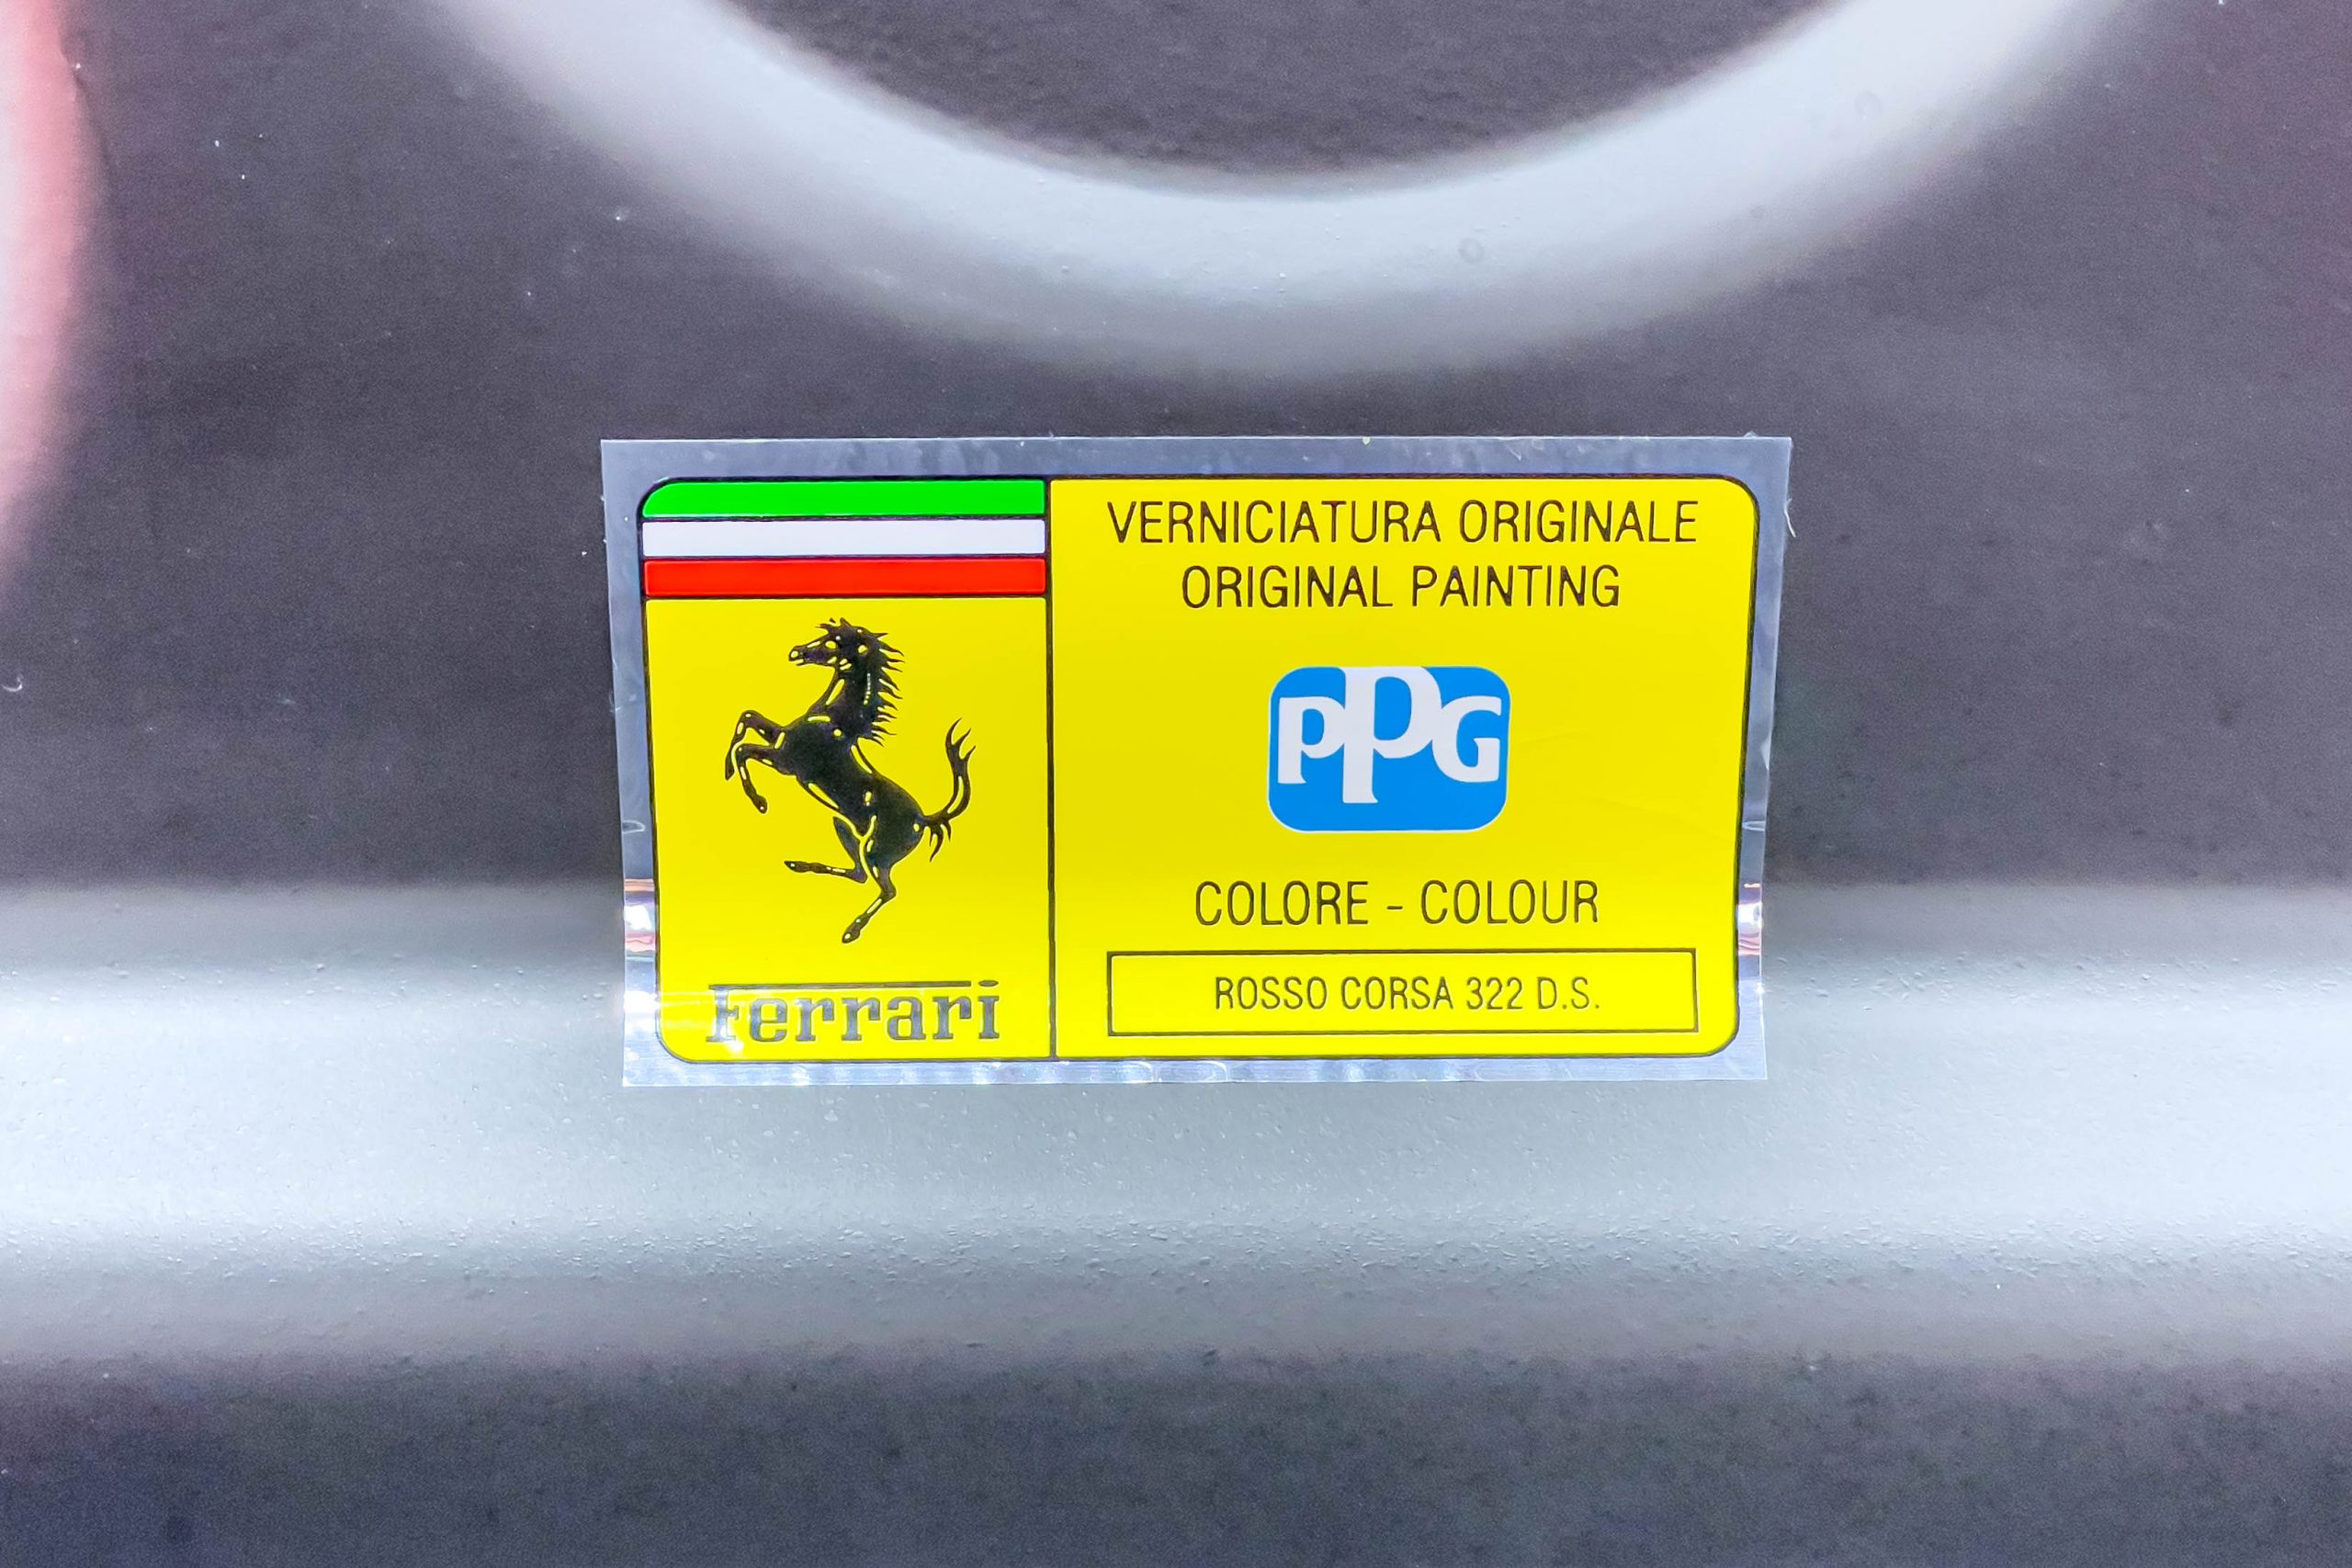 VERNICIATURA ORIGINALE
ORIGINAL PAINTING
PPG
COLORE - COLOUR
ROSSO CORSA 322 D.S.
Ferrari